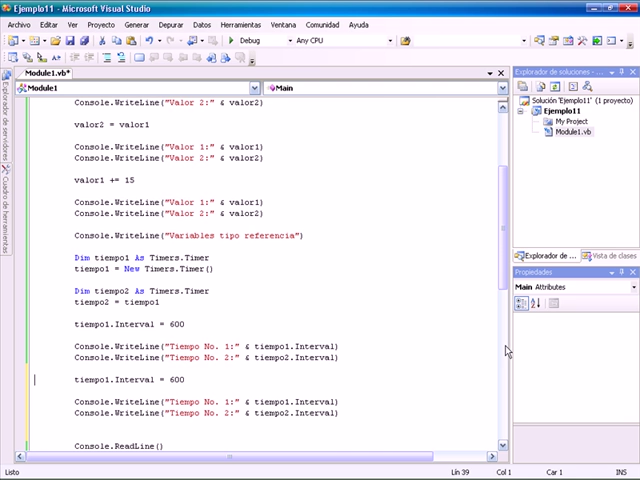 Ejemplo11 - Microsoft Visual Studio
Archivo Editar Ver Proyecto Generar Depurar Datos Herramientas Ventana Comunidad Ayuda
Debug Any CPU
Module1.vb*
Module1 Main
Console.WriteLine("Valor 2:" & valor2)
valor2 = valor1
Console.WriteLine("Valor 1:" & valor1)
Console.WriteLine("Valor 2:" & valor2)
valor1 += 15
Console.WriteLine("Valor 1:" & valor1)
Console.WriteLine("Valor 2:" & valor2)
Console.WriteLine("Variables tipo referencia")
Dim tiempo1 As Timers.Timer
tiempo1 = New Timers.Timer()
Dim tiempo2 As Timers.Timer
tiempo2 = tiempo1
tiempo1.Interval = 600
Console.WriteLine("Tiempo No. 1:" & tiempo1.Interval)
Console.WriteLine("Tiempo No. 2:" & tiempo2.Interval)
tiempo1.Interval = 600
Console.WriteLine("Tiempo No. 1:" & tiempo1.Interval)
Console.WriteLine("Tiempo No. 2:" & tiempo2.Interval)
Console.ReadLine()
Explorador de servidores
Cuadro de herramientas
Explorador de soluciones - ...
Solución 'Ejemplo11' (1 proyecto)
Ejemplo11
My Project
Module1.vb
Explorador de ... Vista de clases
Propiedades
Main Attributes
Listo Lín 39 Col 1 Car 1 INS